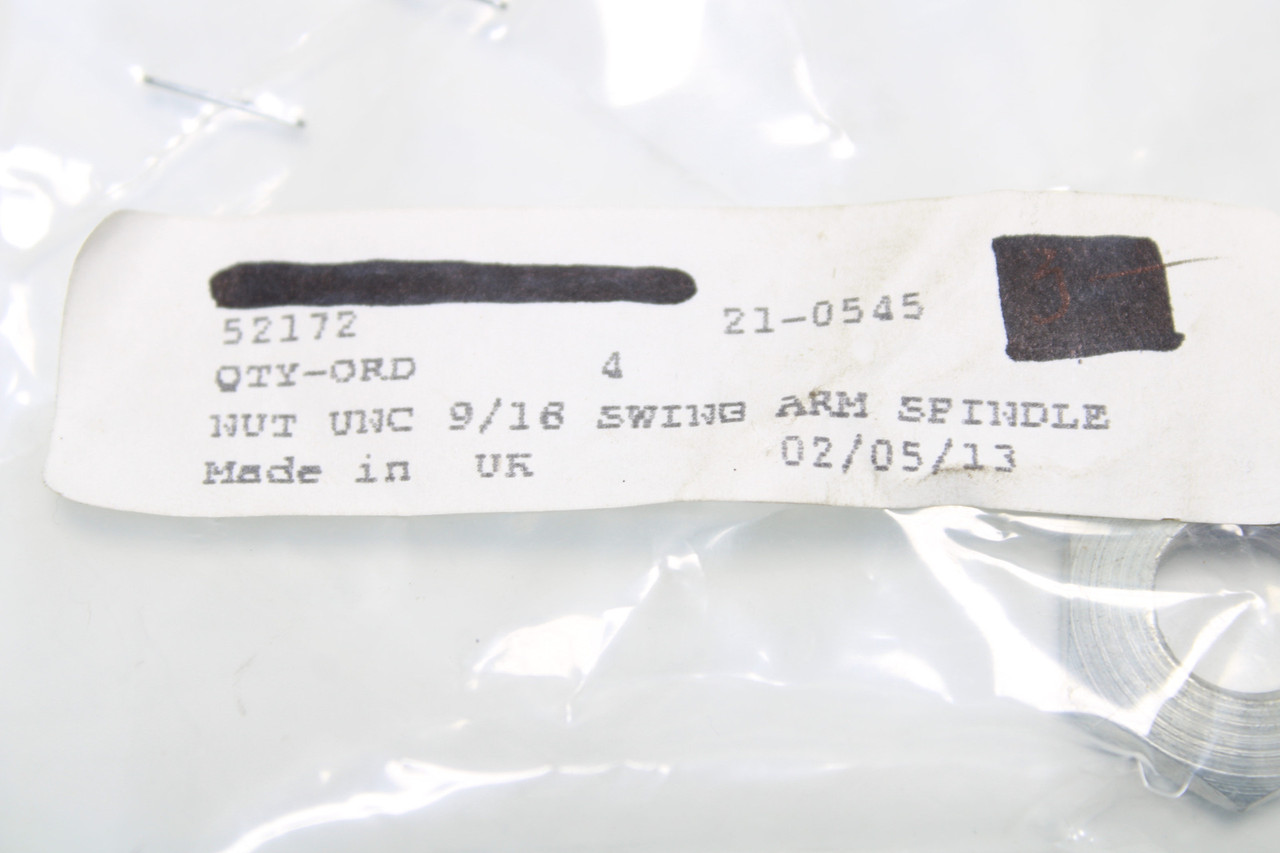 52172 21-0545
QTY-ORD 4
NUT UNC 9/16 SWING ARM SPINDLE
Made in UK 02/05/13